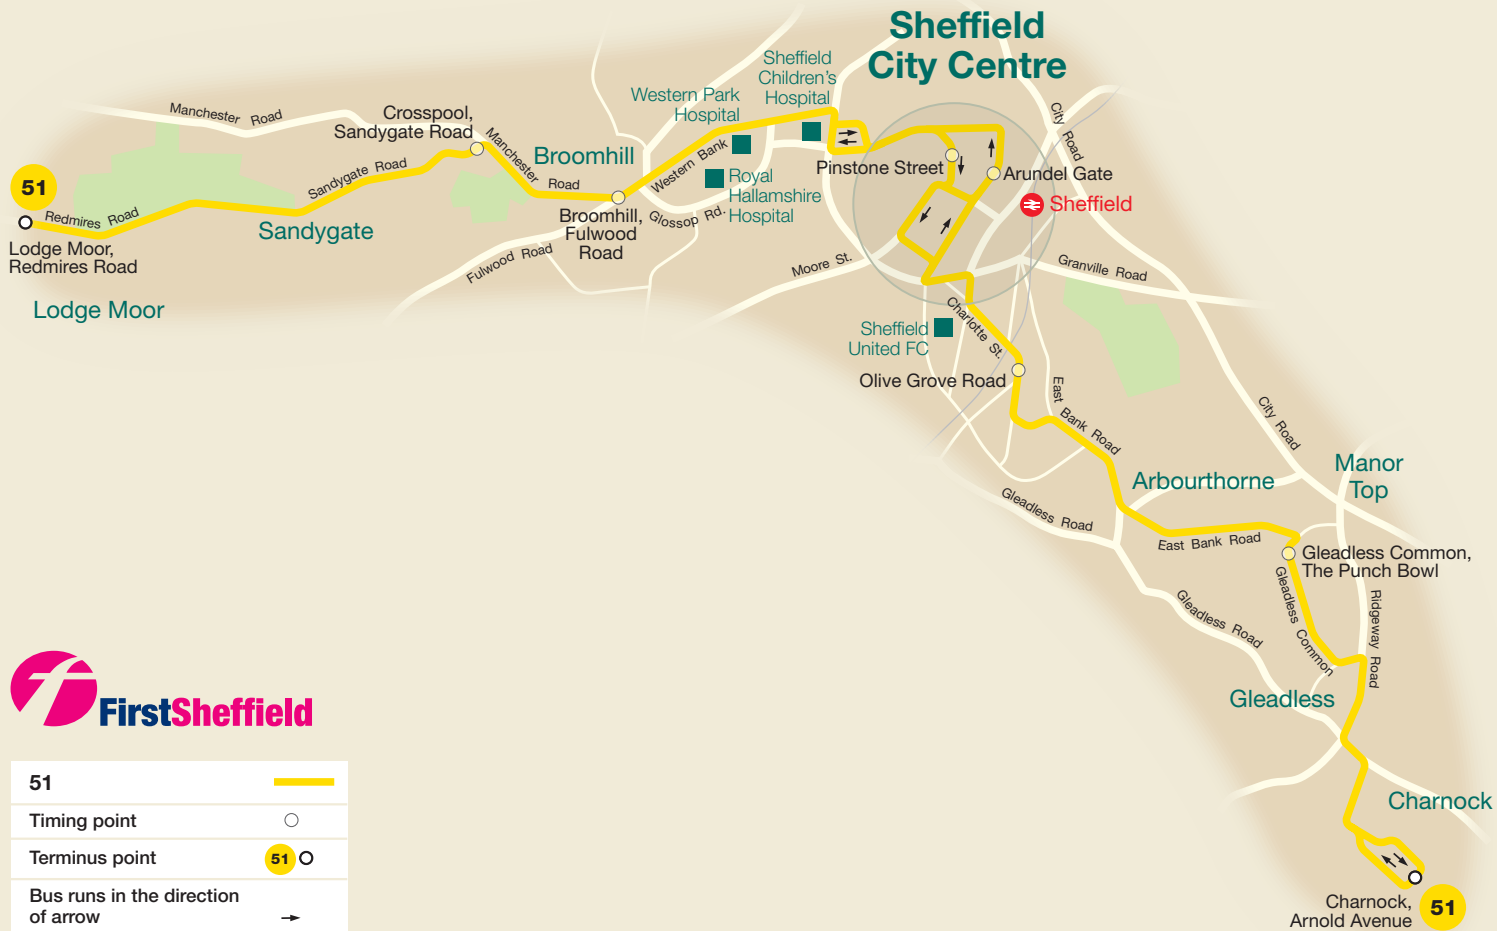 Sheffield
City Centre
Sheffield
Children's
Hospital
Western Park
Hospital
City Road
Manchester Road
Crosspool,
Sandygate Road
Manchester
Road
Broomhill
Western Bank
Royal
Hallamshire
Hospital
Pinstone Street
Arundel Gate
Sheffield
51
Redmires Road
Lodge Moor,
Redmires Road
Lodge Moor
Sandygate Road
Sandygate
Broomhill,
Fulwood
Road
Glossop Rd.
Fulwood Road
Moore St.
Granville Road
Charlotte St.
Sheffield
United FC
Olive Grove Road
East
Bank Road
City Road
Manor
Top
Arbourthorne
Gleadless Road
East Bank Road
Gleadless Common,
The Punch Bowl
Gleadless Common
Ridgeway Road
Gleadless Road
Gleadless
Charnock
Charnock,
Arnold Avenue
51
FirstSheffield
51
Timing point
Terminus point
51
Bus runs in the direction
of arrow